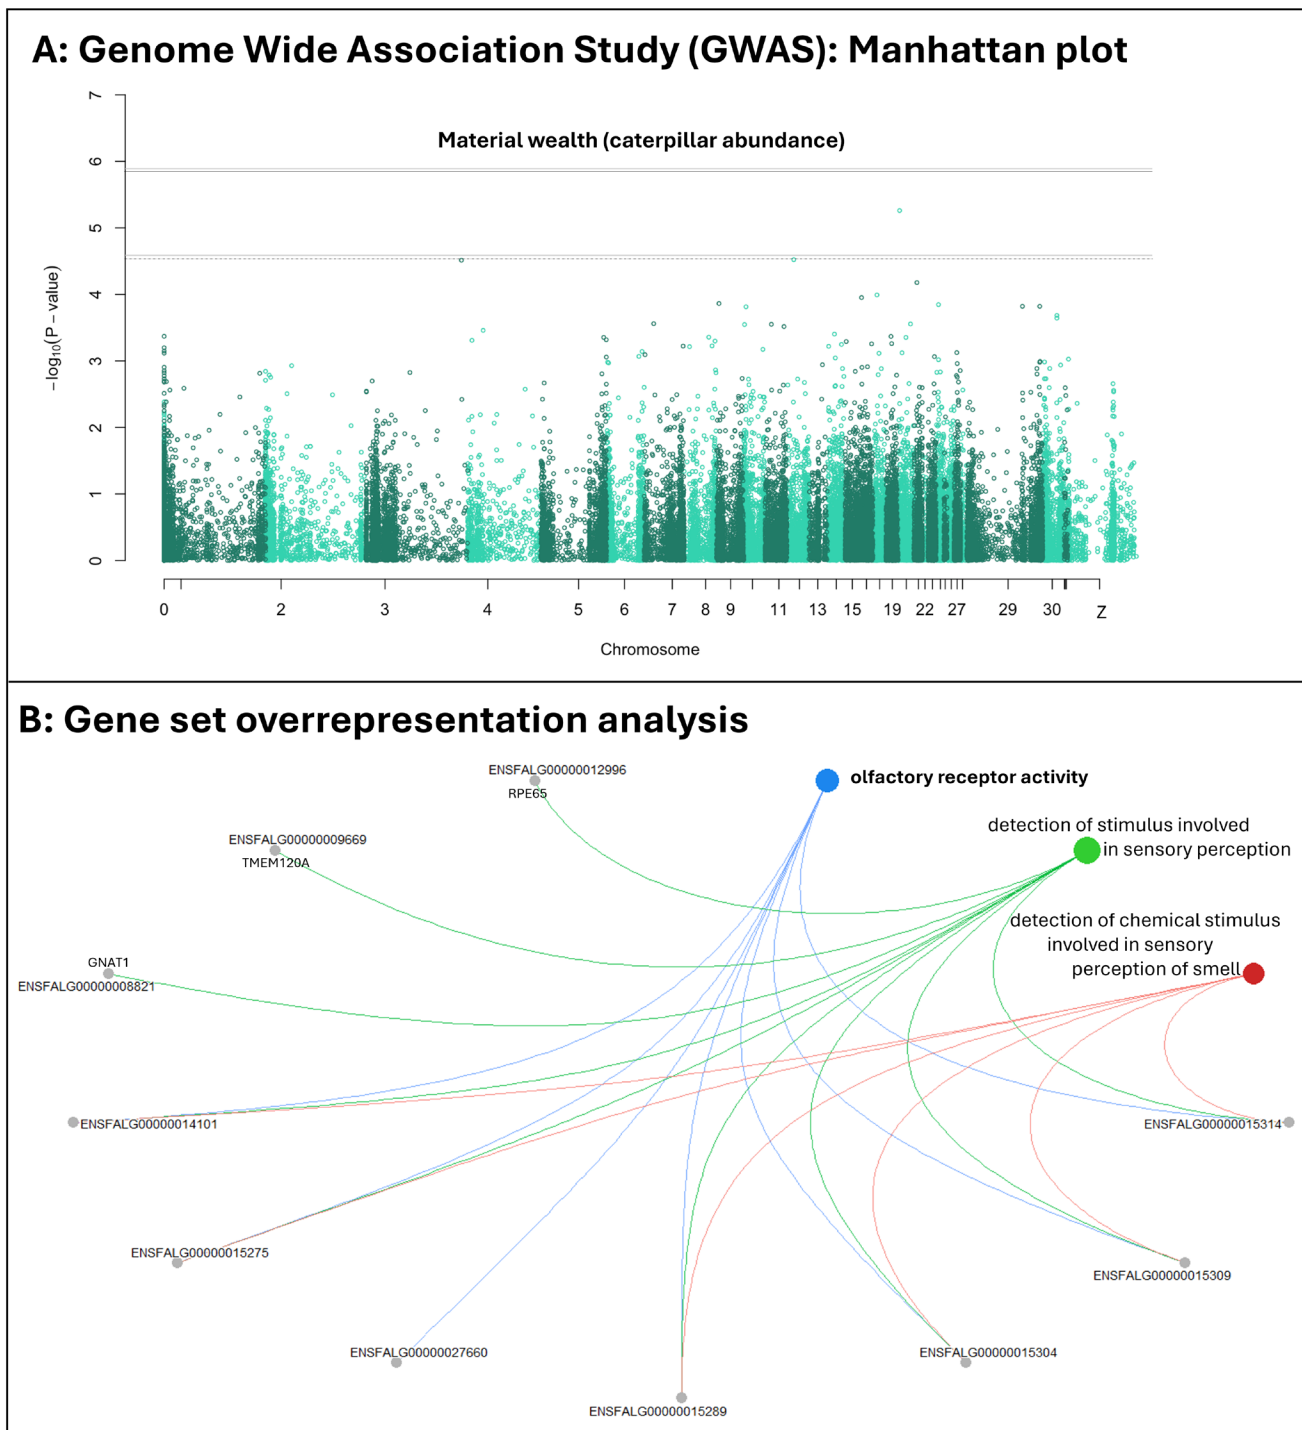 A: Genome Wide Association Study (GWAS): Manhattan plot
7
Material wealth (caterpillar abundance)
6
5
4
3
2
1
0
−log10(P − value)
0 2 3 4 5 6 7 8 9 11 13 15 19 22 27 29 30 Z
Chromosome
B: Gene set overrepresentation analysis
ENSFALG00000012996
RPE65
olfactory receptor activity
ENSFALG00000009669
TMEM120A
detection of stimulus involved
in sensory perception
detection of chemical stimulus
involved in sensory
perception of smell
GNAT1
ENSFALG00000008821
ENSFALG00000014101
ENSFALG00000015314
ENSFALG00000015275
ENSFALG00000015309
ENSFALG00000027660
ENSFALG00000015304
ENSFALG00000015289